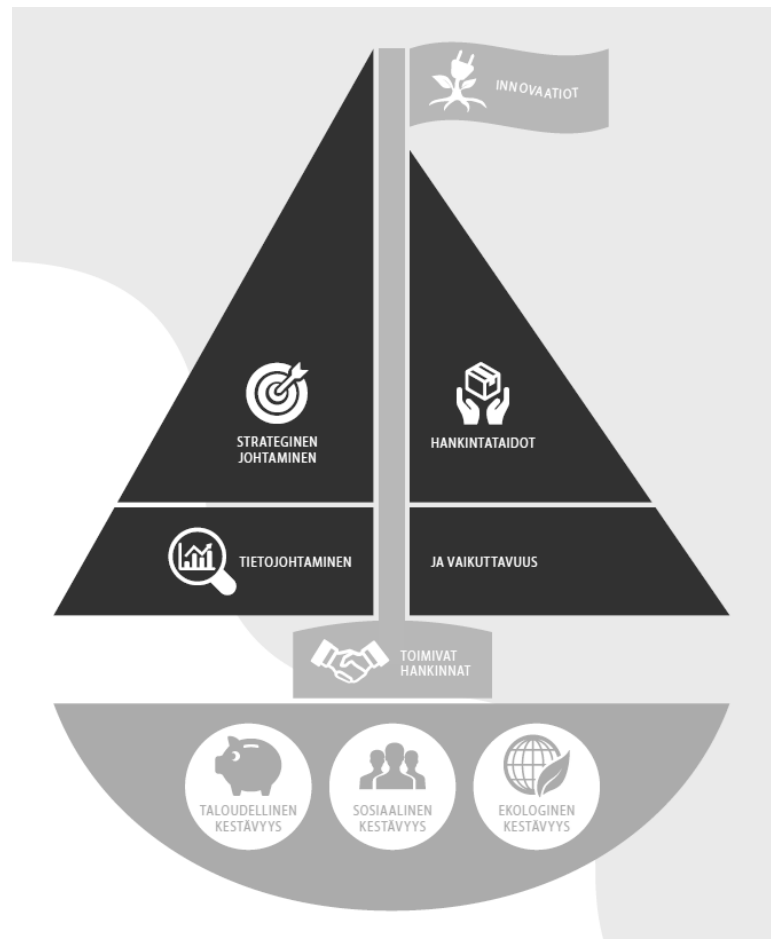 INNOVAATIOT
STRATEGINEN
JOHTAMINEN
HANKINTATAIDOT
TIETOJOHTAMINEN
JA VAIKUTTAVUUS
TOIMIVAT
HANKINNAT
TALOUDELLINEN
KESTÄVYYS
SOSIAALINEN
KESTÄVYYS
EKOLOGINEN
KESTÄVYYS